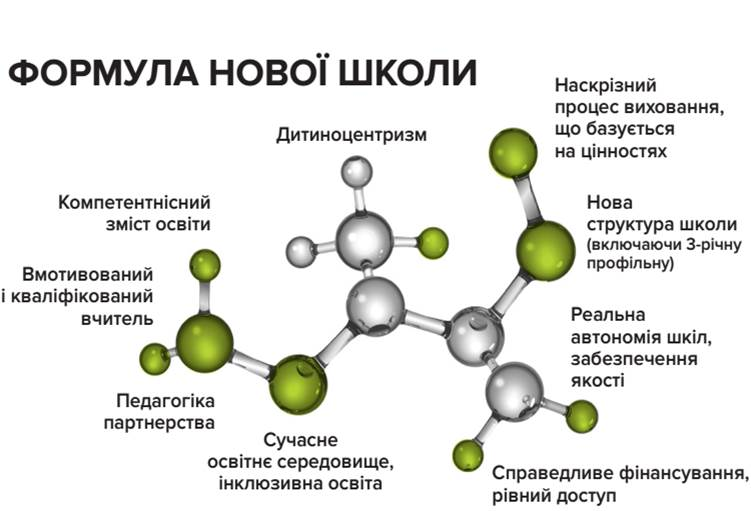 ФОРМУЛА НОВОЇ ШКОЛИ
Наскрізний
процес виховання,
що базується
на цінностях
Дитиноцентризм
Компетентнісний
зміст освіти
Нова
структура школи
(включаючи 3-річну
профільну)
Вмотивований
і кваліфікований
вчитель
Реальна
автономія шкіл,
забезпечення
якості
Педагогіка
партнерства
Сучасне
освітнє середовище,
інклюзивна освіта
Справедливе фінансування,
рівний доступ